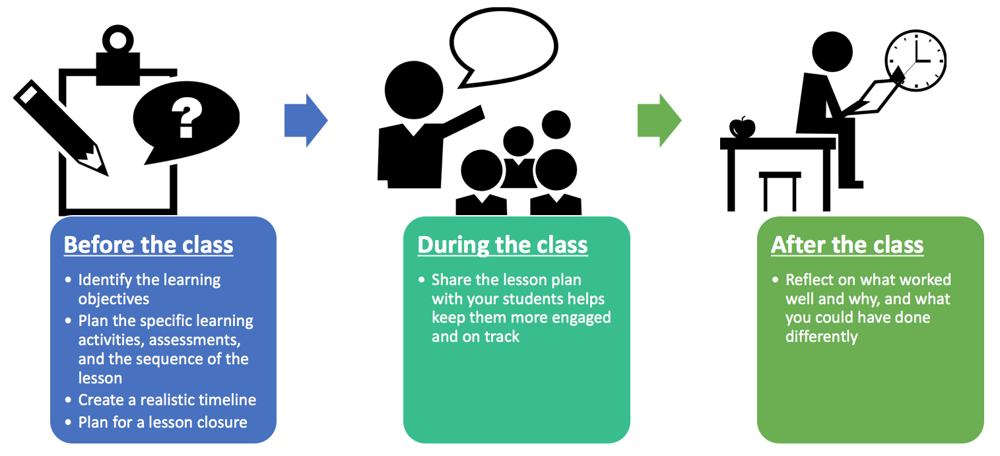 ?
Before the class
• Identify the learning
objectives
• Plan the specific learning
activities, assessments,
and the sequence of the
lesson
• Create a realistic timeline
• Plan for a lesson closure
During the class
• Share the lesson plan
with your students helps
keep them more engaged
and on track
After the class
• Reflect on what worked
well and why, and what
you could have done
differently